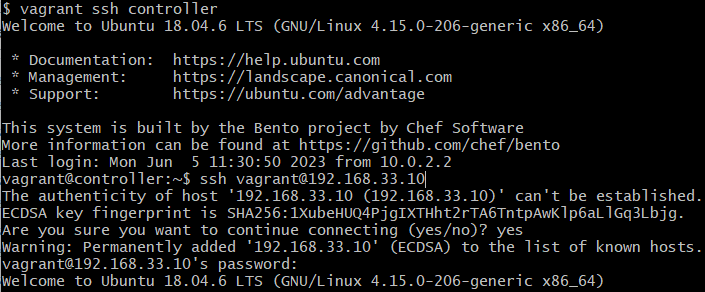 $ vagrant ssh controller
Welcome to Ubuntu 18.04.6 LTS (GNU/Linux 4.15.0-206-generic x86_64)
* Documentation: https://help.ubuntu.com
* Management: https://landscape.canonical.com
* Support: https://ubuntu.com/advantage
This system is built by the Bento project by Chef Software
More information can be found at https://github.com/chef/bento
Last login: Mon Jun 5 11:30:50 2023 from 10.0.2.2
vagrant@controller:~$ ssh vagrant@192.168.33.10
The authenticity of host '192.168.33.10 (192.168.33.10)' can't be established.
ECDSA key fingerprint is SHA256:1XubeHUQ4PjgIXTHht2rTA6TntpAwKlp6aLlGq3Lbjg.
Are you sure you want to continue connecting (yes/no)? yes
Warning: Permanently added '192.168.33.10' (ECDSA) to the list of known hosts.
vagrant@192.168.33.10's password:
Welcome to Ubuntu 18.04.6 LTS (GNU/Linux 4.15.0-206-generic x86_64)